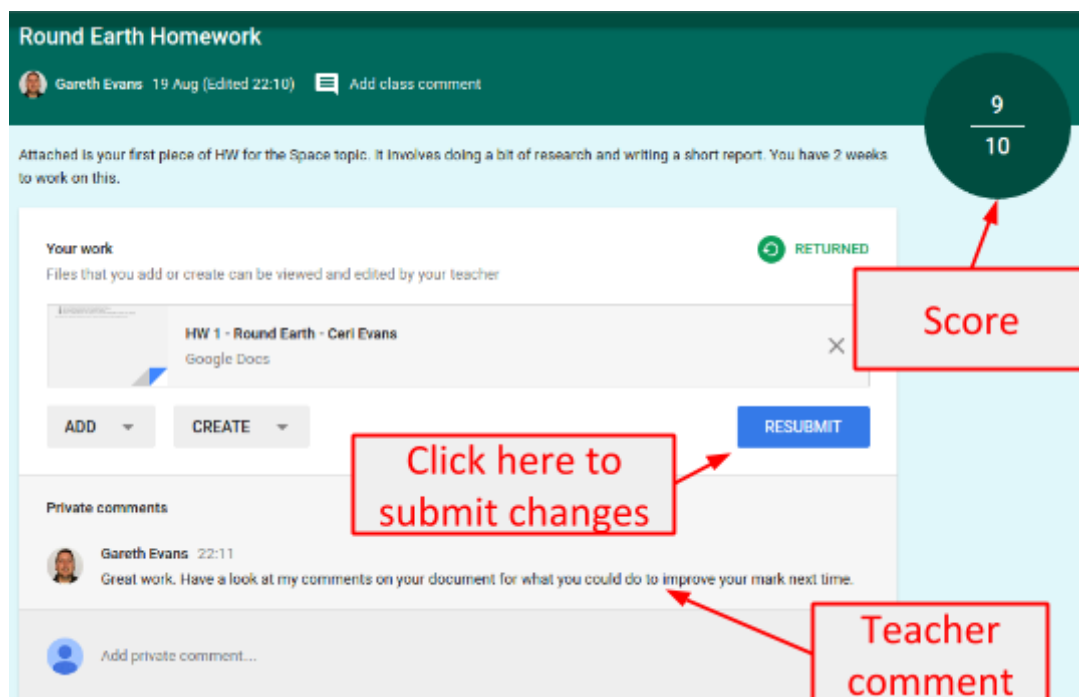 Round Earth Homework
Gareth Evans 19 Aug (Edited 22:10) Add class comment
9
10
Attached is your first piece of HW for the Space topic. It involves doing a bit of research and writing a short report. You have 2 weeks
to work on this.
Your work
RETURNED
Files that you add or create can be viewed and edited by your teacher
Score
HW 1 - Round Earth - Ceri Evans
Google Docs
ADD
CREATE
RESUBMIT
Click here to
submit changes
Private comments
Gareth Evans 22:11
Great work. Have a look at my comments on your document for what you could do to improve your mark next time.
Teacher
comment
Add private comment...